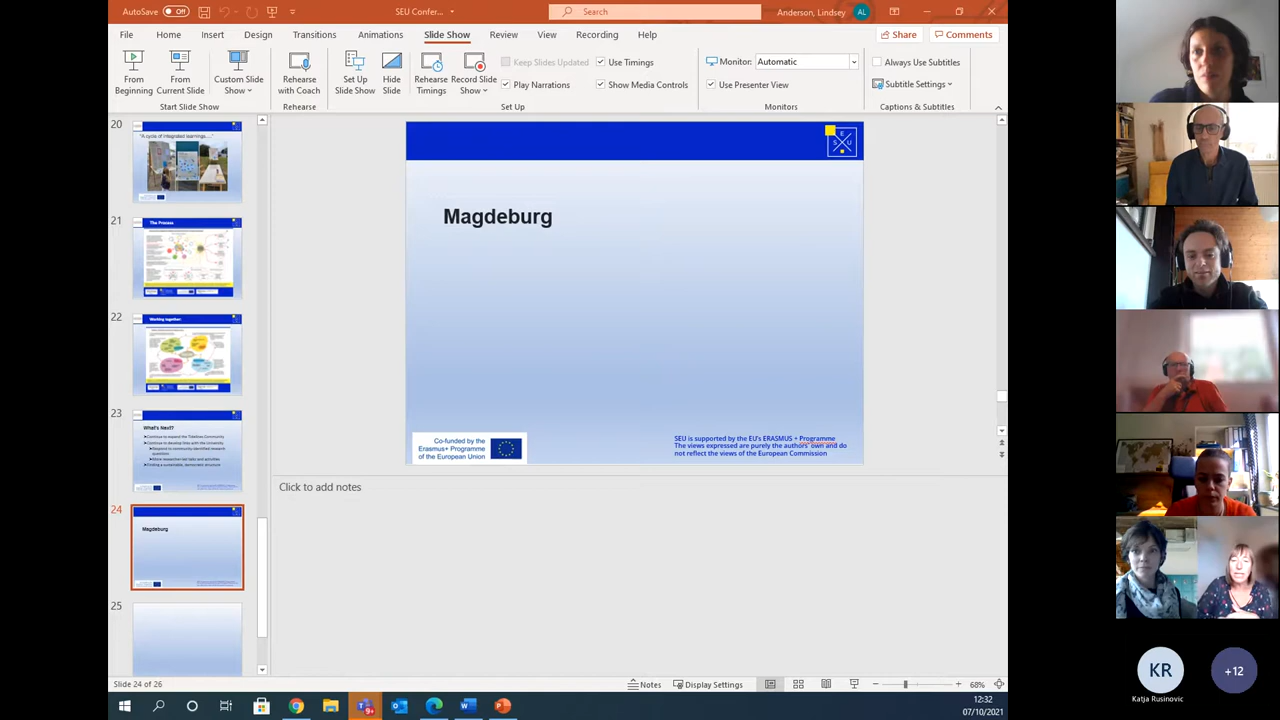 AutoSave Off
SEU Confer...
Search
Anderson, Lindsey AL
File Home Insert Design Transitions Animations Slide Show Review View Recording Help
Share Comments
From Beginning
From Current Slide
Custom Slide Show
Rehearse with Coach
Set Up Slide Show
Hide Slide
Rehearse Timings
Record Slide Show
Keep Slides Updated
Play Narrations
Use Timings
Show Media Controls
Monitor: Automatic
Use Presenter View
Always Use Subtitles
Subtitle Settings
Start Slide Show Rehearse Set Up Monitors Captions & Subtitles
20
"A cycle of integrated learnings...."
21
The Process
22
Working together
23
What's Next?
24
Magdeburg
25
E
S U
Magdeburg
Co-funded by the
Erasmus+ Programme
of the European Union
SEU is supported by the EU's ERASMUS + Programme
The views expressed are purely the authors' own and do
not reflect the views of the European Commission
Click to add notes
Slide 24 of 26
Notes Display Settings 68%
12:32
07/10/2021
KR
Katja Rusinovic
+12